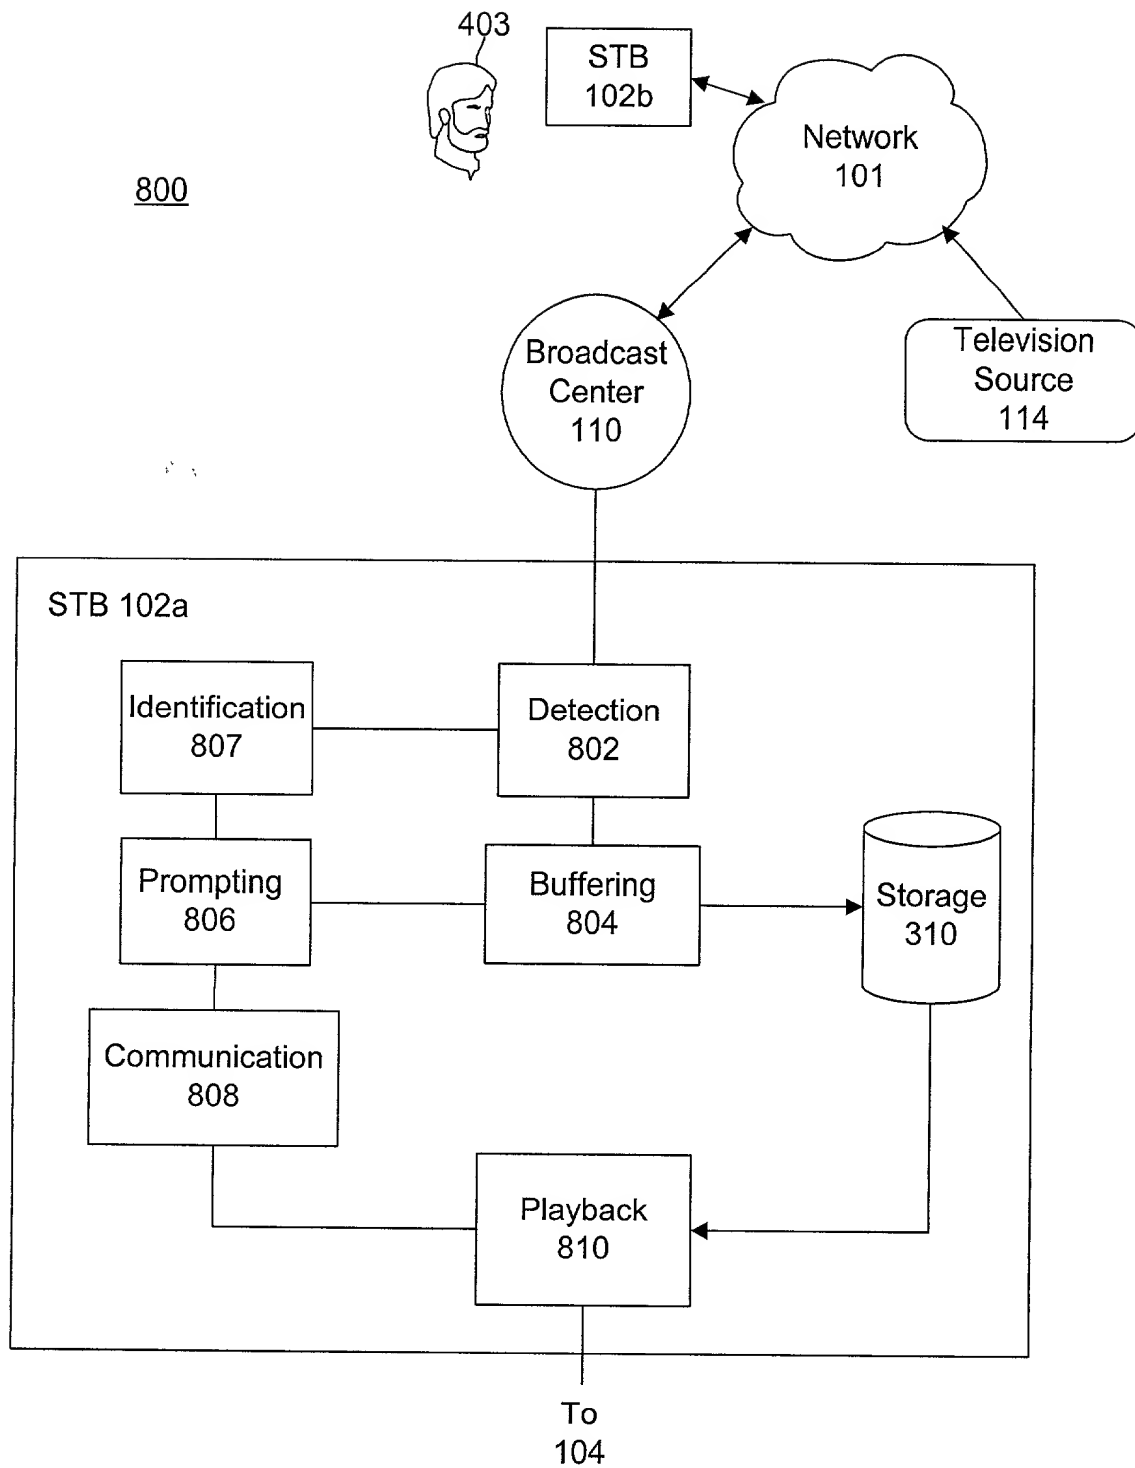 403
STB
102b
Network
101
800
Broadcast
Center
110
Television
Source
114
STB 102a
Identification
807
Detection
802
Prompting
806
Buffering
804
Storage
310
Communication
808
Playback
810
To
104